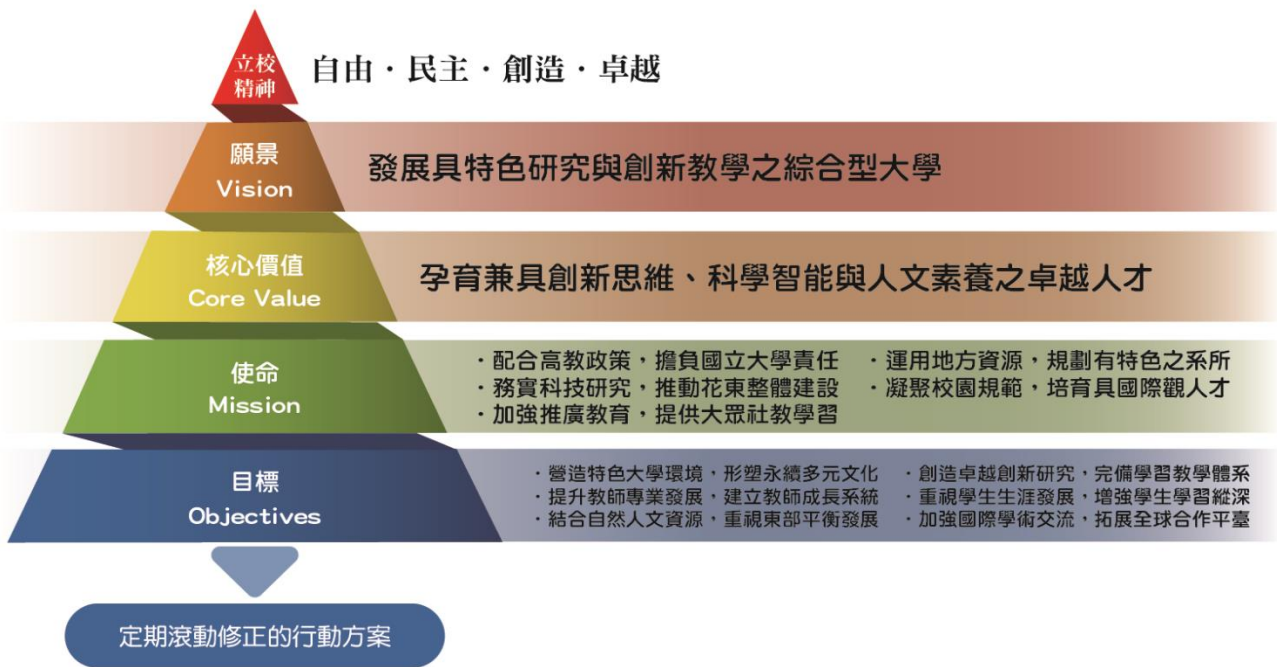 立校
精神
自由・民主・創造・卓越
願景
Vision
發展具特色研究與創新教學之綜合型大學
核心價值
Core Value
孕育兼具創新思維、科學智能與人文素養之卓越人才
使命
Mission
・配合高教政策，擔負國立大學責任
・務實科技研究，推動花東整體建設
・加強推廣教育，提供大眾社教學習
・運用地方資源，規劃有特色之系所
・凝聚校園規範，培育具國際觀人才
目標
Objectives
・營造特色大學環境，形塑永續多元文化
・提升教師專業發展，建立教師成長系統
・結合自然人文資源，重視東部平衡發展
・創造卓越創新研究，完備學習教學體系
・重視學生生涯發展，增強學生學習縱深
・加強國際學術交流，拓展全球合作平臺
定期滾動修正的行動方案